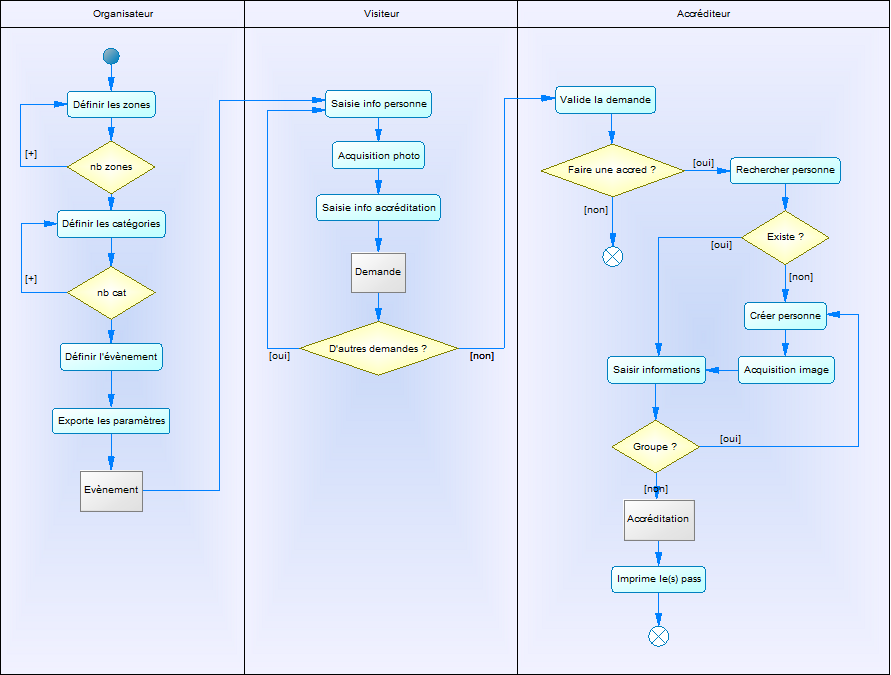 Organisateur
Visiteur
Accréditeur
Définir les zones
[+]
nb zones
Définir les catégories
[+]
nb cat
Définir l'évènement
Exporte les paramètres
Evènement
Saisie info personne
Acquisition photo
Saisie info accréditation
Demande
D'autres demandes ?
[oui]
[non]
Valide la demande
Faire une accred ?
[oui]
[non]
Rechercher personne
Existe ?
[oui]
[non]
Créer personne
Saisir informations
Acquisition image
Groupe ?
[oui]
[non]
Accréditation
Imprime le(s) pass